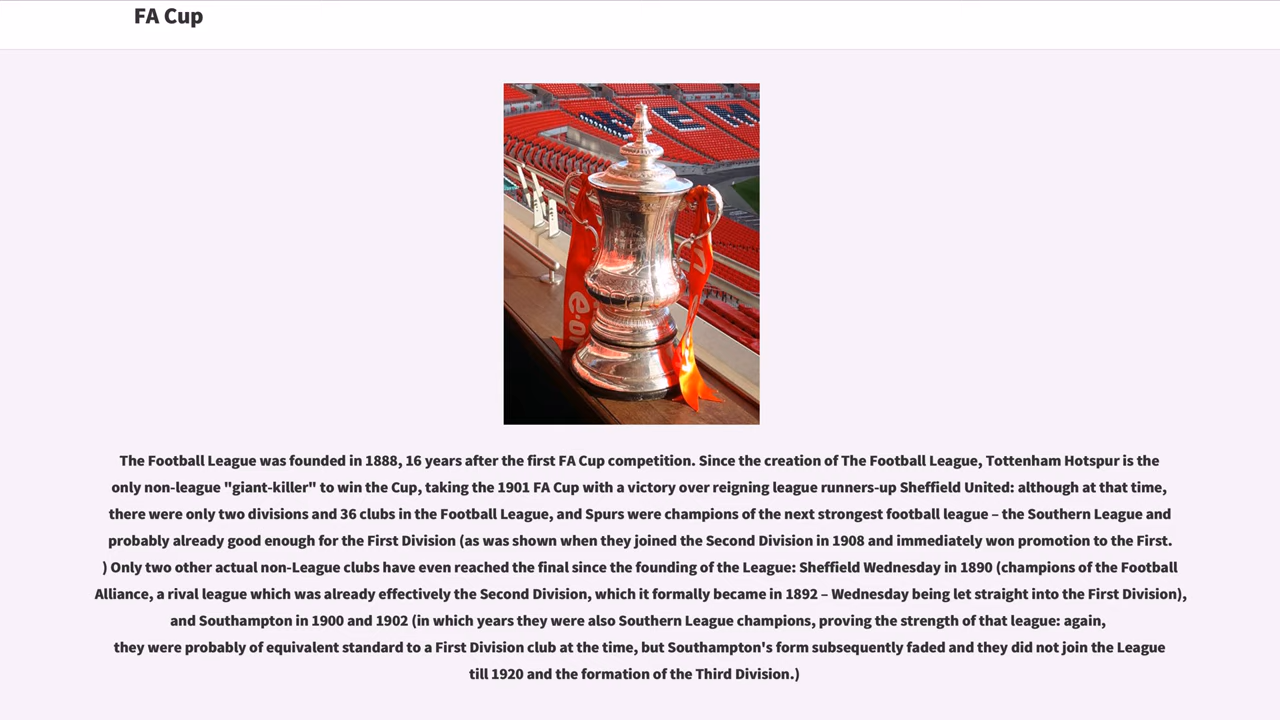 FA Cup
WEM
e.on
The Football League was founded in 1888, 16 years after the first FA Cup competition. Since the creation of The Football League, Tottenham Hotspur is the
only non-league "giant-killer" to win the Cup, taking the 1901 FA Cup with a victory over reigning league runners-up Sheffield United: although at that time,
there were only two divisions and 36 clubs in the Football League, and Spurs were champions of the next strongest football league – the Southern League and
probably already good enough for the First Division (as was shown when they joined the Second Division in 1908 and immediately won promotion to the First.
) Only two other actual non-League clubs have even reached the final since the founding of the League: Sheffield Wednesday in 1890 (champions of the Football
Alliance, a rival league which was already effectively the Second Division, which it formally became in 1892 – Wednesday being let straight into the First Division),
and Southampton in 1900 and 1902 (in which years they were also Southern League champions, proving the strength of that league: again,
they were probably of equivalent standard to a First Division club at the time, but Southampton's form subsequently faded and they did not join the League
till 1920 and the formation of the Third Division.)